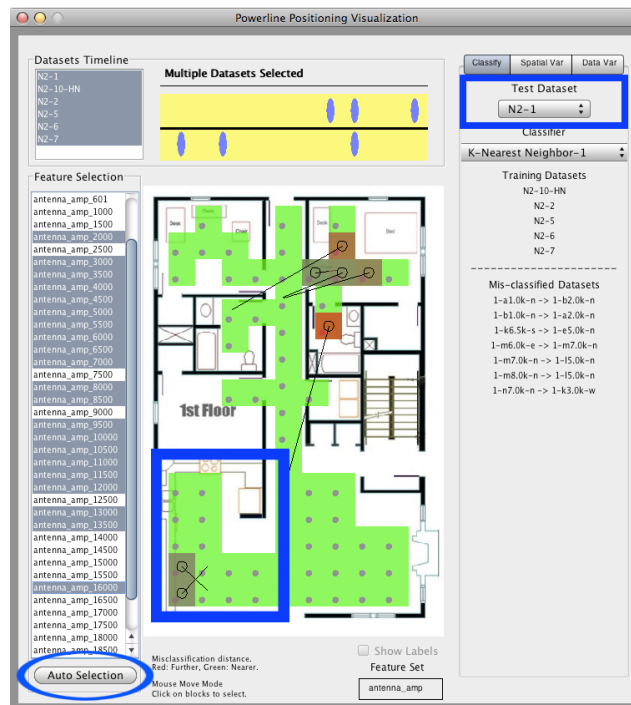 Powerline Positioning Visualization
Datasets Timeline
N2-1
N2-10-HN
N2-2
N2-5
N2-6
N2-7
Multiple Datasets Selected
Feature Selection
antenna_amp_601
antenna_amp_1000
antenna_amp_1500
antenna_amp_2000
antenna_amp_2500
antenna_amp_3000
antenna_amp_3500
antenna_amp_4000
antenna_amp_4500
antenna_amp_5000
antenna_amp_5500
antenna_amp_6000
antenna_amp_6500
antenna_amp_7000
antenna_amp_7500
antenna_amp_8000
antenna_amp_8500
antenna_amp_9000
antenna_amp_9500
antenna_amp_10000
antenna_amp_10500
antenna_amp_11000
antenna_amp_11500
antenna_amp_12000
antenna_amp_12500
antenna_amp_13000
antenna_amp_13500
antenna_amp_14000
antenna_amp_14500
antenna_amp_15000
antenna_amp_15500
antenna_amp_16000
antenna_amp_16500
antenna_amp_17000
antenna_amp_17500
antenna_amp_18000
antenna_amp_18500
Auto Selection
Desk
Desk
Chair
Desk
Bed
1st Floor
Misclassification distance.
Red: Further, Green: Nearer.
Mouse Move Mode
Click on blocks to select.
Show Labels
Feature Set
antenna_amp
Classify Spatial Var Data Var
Test Dataset
N2-1
Classifier
K-Nearest Neighbor-1
Training Datasets
N2-10-HN
N2-2
N2-5
N2-6
N2-7
Mis-classified Datasets
1-a1.0k-n -> 1-b2.0k-n
1-b1.0k-n -> 1-a2.0k-n
1-k6.5k-s -> 1-e5.0k-n
1-m6.0k-e -> 1-m7.0k-n
1-m7.0k-n -> 1-l5.0k-n
1-m8.0k-n -> 1-l5.0k-n
1-n7.0k-n -> 1-k3.0k-w